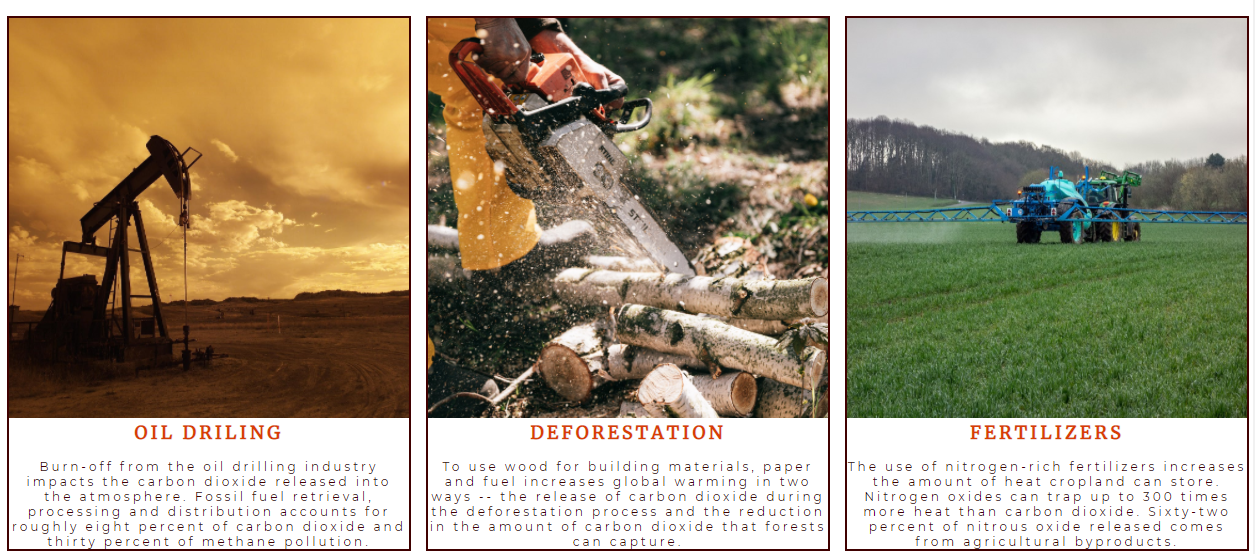 OIL DRILING
Burn-off from the oil drilling industry
impacts the carbon dioxide released into
the atmosphere. Fossil fuel retrieval,
processing and distribution accounts for
roughly eight percent of carbon dioxide and
thirty percent of methane pollution.
STIHL
DEFORESTATION
To use wood for building materials, paper
and fuel increases global warming in two
ways -- the release of carbon dioxide during
the deforestation process and the reduction
in the amount of carbon dioxide that forests
can capture.
FERTILIZERS
The use of nitrogen-rich fertilizers increases
the amount of heat cropland can store.
Nitrogen oxides can trap up to 300 times
more heat than carbon dioxide. Sixty-two
percent of nitrous oxide released comes
from agricultural byproducts.